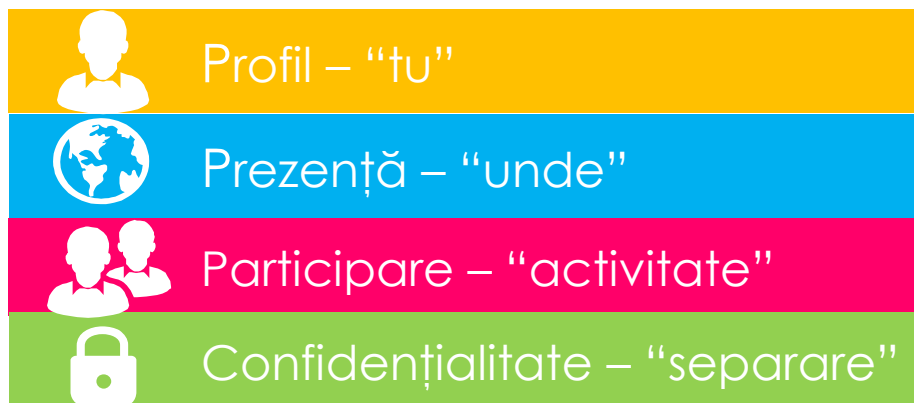 Profil – “tu”
Prezență – “unde”
Participare – “activitate”
Confidențialitate – “separare”